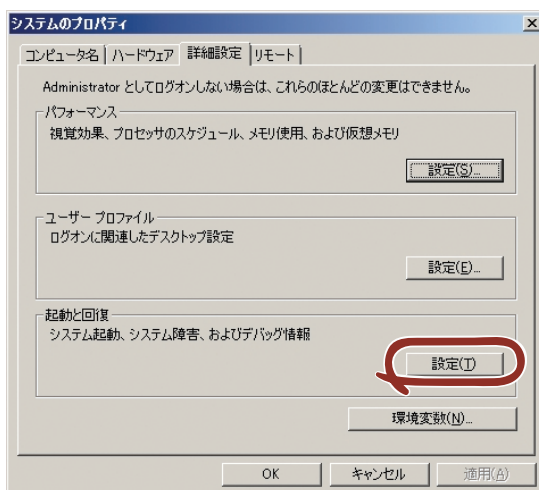 システムのプロパティ
コンピュータ名 ハードウェア 詳細設定 リモート
Administrator としてログオンしない場合は、これらのほとんどの変更はできません。
パフォーマンス
視覚効果、プロセッサのスケジュール、メモリ使用、および仮想メモリ
設定(S)...
ユーザー プロファイル
ログオンに関連したデスクトップ設定
設定(E)...
起動と回復
システム起動、システム障害、およびデバッグ情報
設定(T)
環境変数(N)...
OK キャンセル 適用(A)